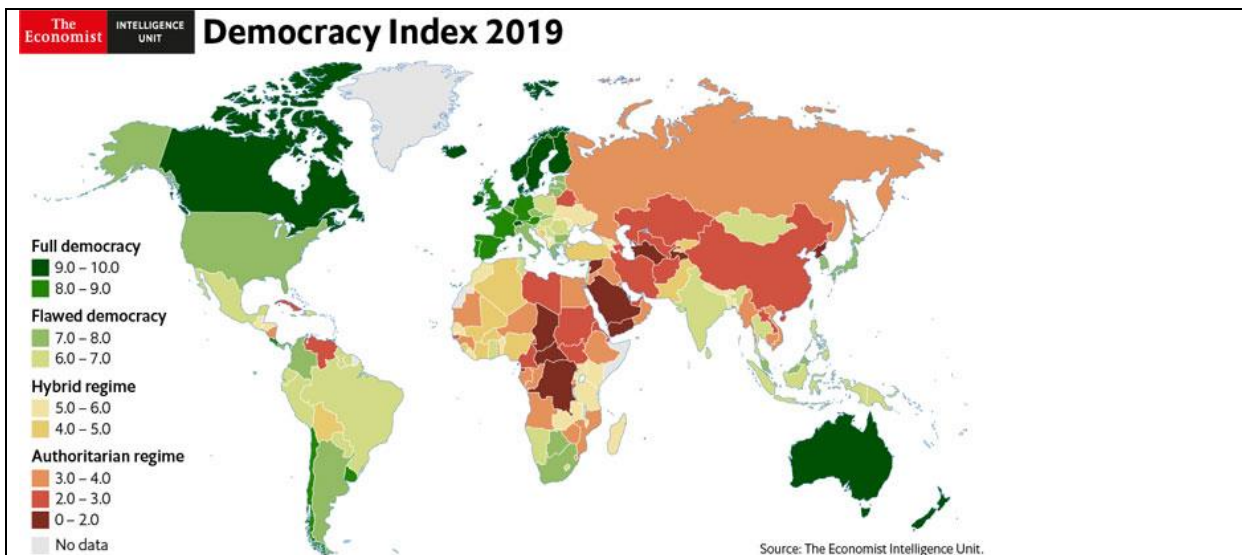 The Economist
INTELLIGENCE UNIT
Democracy Index 2019
Full democracy
9.0 – 10.0
8.0 – 9.0
Flawed democracy
7.0 – 8.0
6.0 – 7.0
Hybrid regime
5.0 – 6.0
4.0 – 5.0
Authoritarian regime
3.0 – 4.0
2.0 – 3.0
0 – 2.0
No data
Source: The Economist Intelligence Unit.